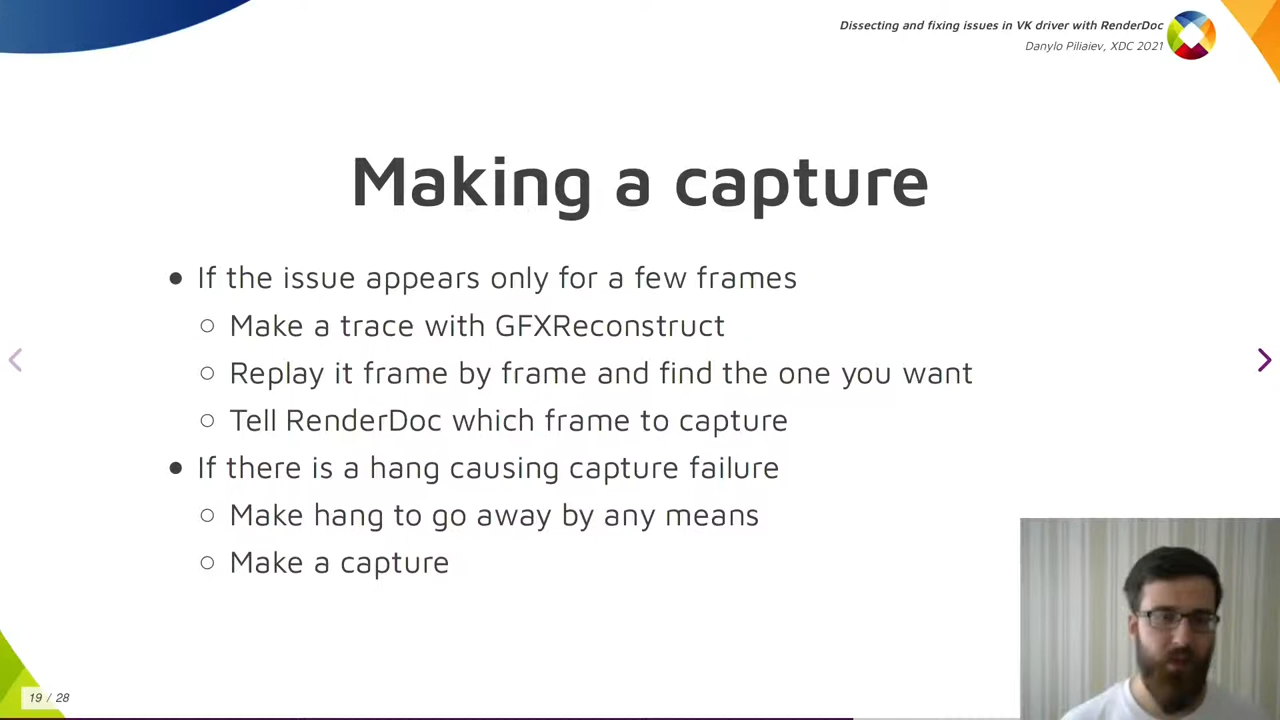 Dissecting and fixing issues in VK driver with RenderDoc
Danylo Piliaiev, XDC 2021
Making a capture
If the issue appears only for a few frames
Make a trace with GFXReconstruct
Replay it frame by frame and find the one you want
Tell RenderDoc which frame to capture
If there is a hang causing capture failure
Make hang to go away by any means
Make a capture
19 / 28